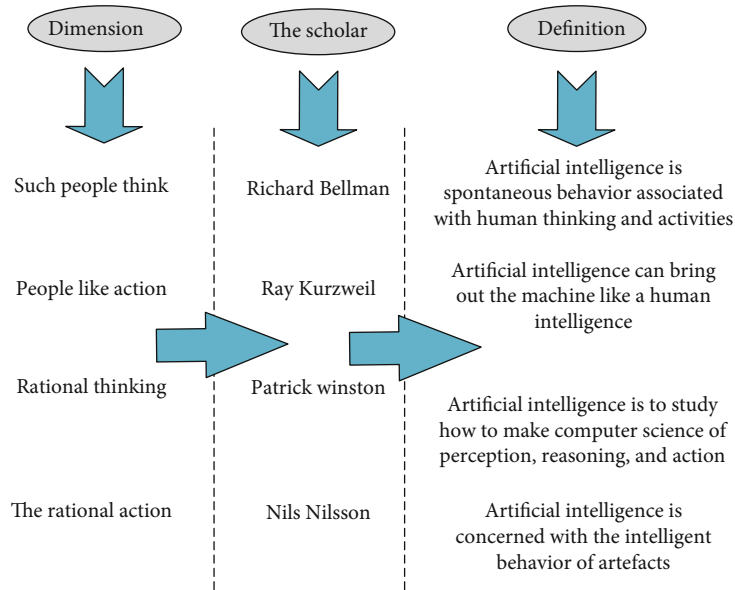 Dimension
The scholar
Definition
Such people think
Richard Bellman
Artificial intelligence is
spontaneous behavior associated
with human thinking and activities
People like action
Ray Kurzweil
Artificial intelligence can bring
out the machine like a human
intelligence
Rational thinking
Patrick winston
Artificial intelligence is to study
how to make computer science of
perception, reasoning, and action
The rational action
Nils Nilsson
Artificial intelligence is
concerned with the intelligent
behavior of artefacts